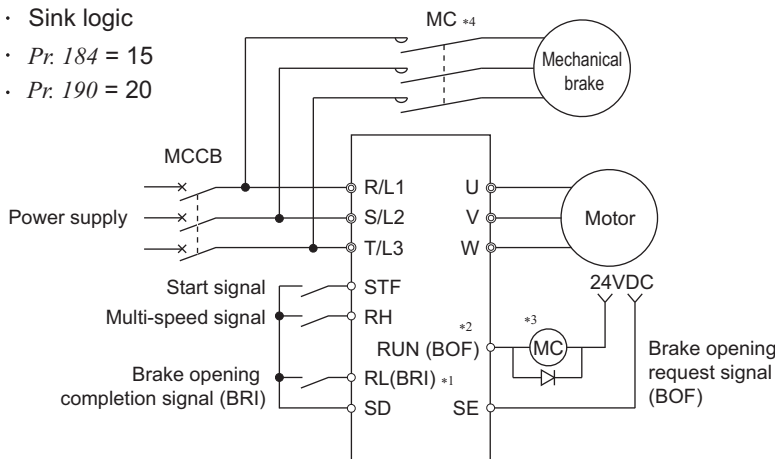 · Sink logic
· Pr. 184 = 15
· Pr. 190 = 20
MC *4
Mechanical
brake
MCCB
Power supply
R/L1
S/L2
T/L3
U
V
W
Motor
24VDC
Start signal
STF
Multi-speed signal
RH
*2
*3
RUN (BOF)
MC
Brake opening
request signal
(BOF)
Brake opening
completion signal (BRI)
RL(BRI) *1
SD
SE